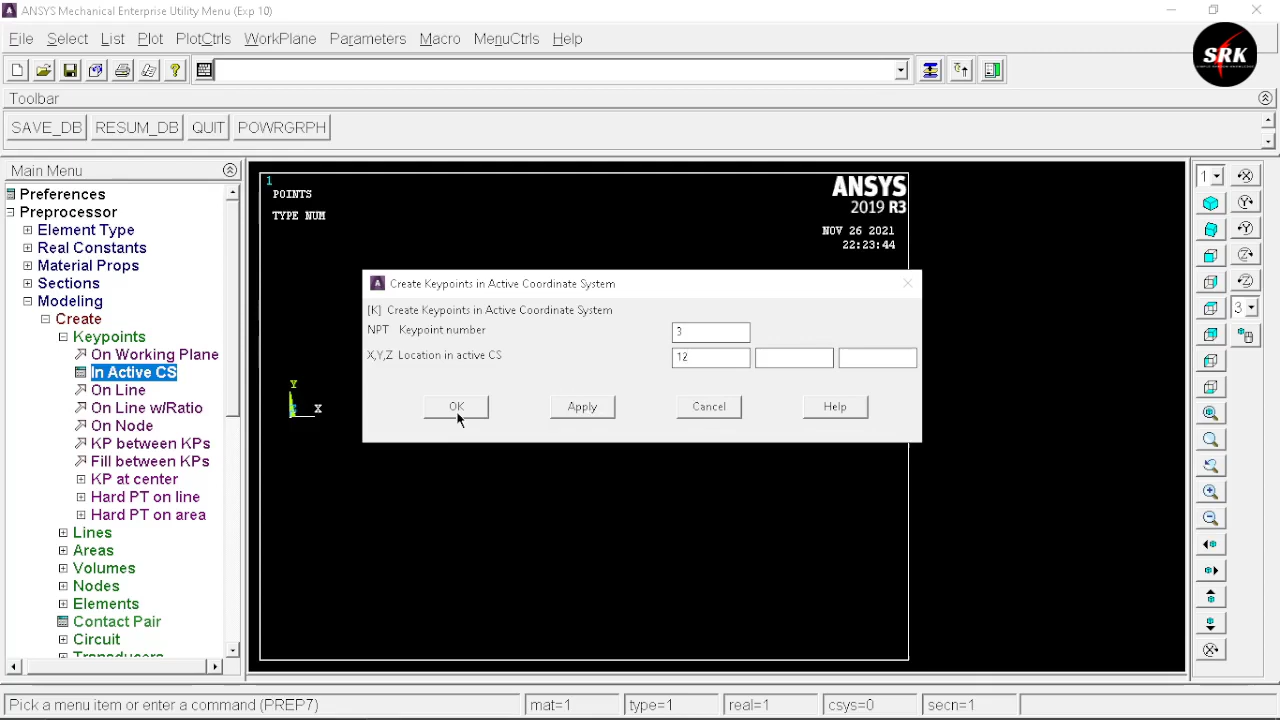 ANSYS Mechanical Enterprise Utility Menu (Exp 10)
File Select List Plot PlotCtrls WorkPlane Parameters Macro MenuCtrls Help
SRK
Toolbar
SAVE_DB RESUM_DB QUIT POWRGRPH
Main Menu
Preferences
Preprocessor
Element Type
Real Constants
Material Props
Sections
Modeling
Create
Keypoints
On Working Plane
In Active CS
On Line
On Line w/Ratio
On Node
KP between KPs
Fill between KPs
KP at center
Hard PT on line
Hard PT on area
Lines
Areas
Volumes
Nodes
Elements
Contact Pair
Circuit
Transducers
1
POINTS
TYPE NUM
ANSYS
2019 R3
NOV 26 2021
22:23:44
Y
X
Create Keypoints in Active Coordinate System
[K] Create Keypoints in Active Coordinate System
NPT Keypoint number 3
X,Y,Z Location in active CS 12
OK Apply Cancel Help
1
X
Y
Y
Z
Z
3
Pick a menu item or enter a command (PREP7) mat=1 type=1 real=1 csys=0 secn=1